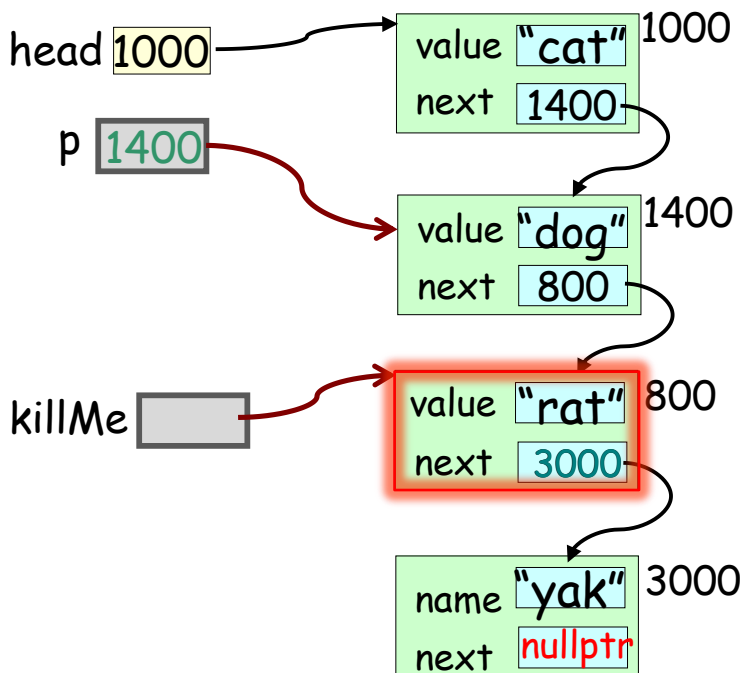 head 1000
value "cat" 1000
next 1400
p 1400
value "dog" 1400
next 800
killMe
value "rat" 800
next 3000
name "yak" 3000
next nullptr